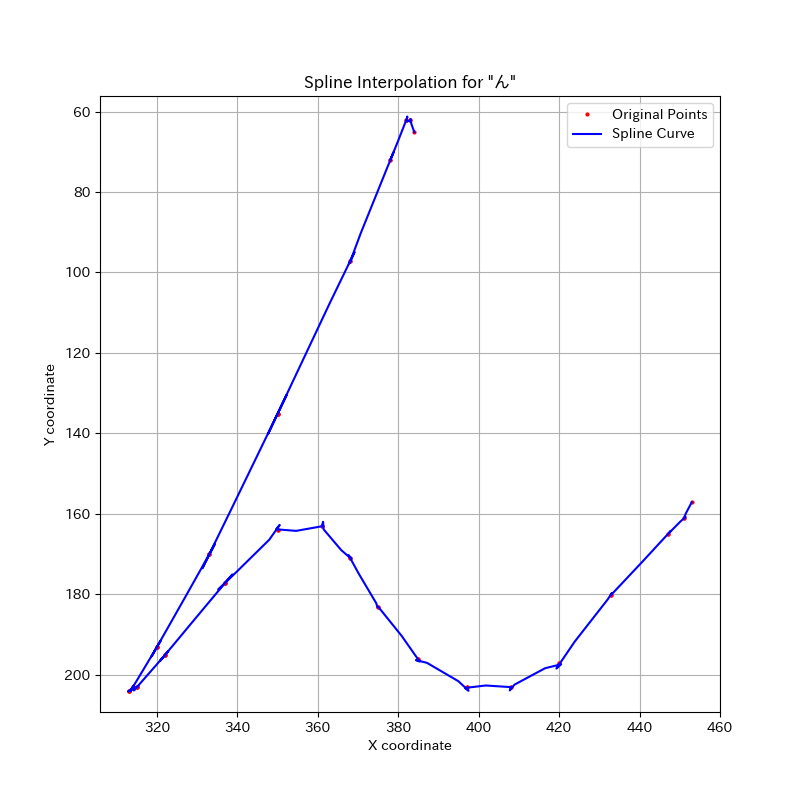 Spline Interpolation for "ん"
Original Points
Spline Curve
60
80
100
120
140
160
180
200
Y coordinate
320 340 360 380 400 420 440 460
X coordinate